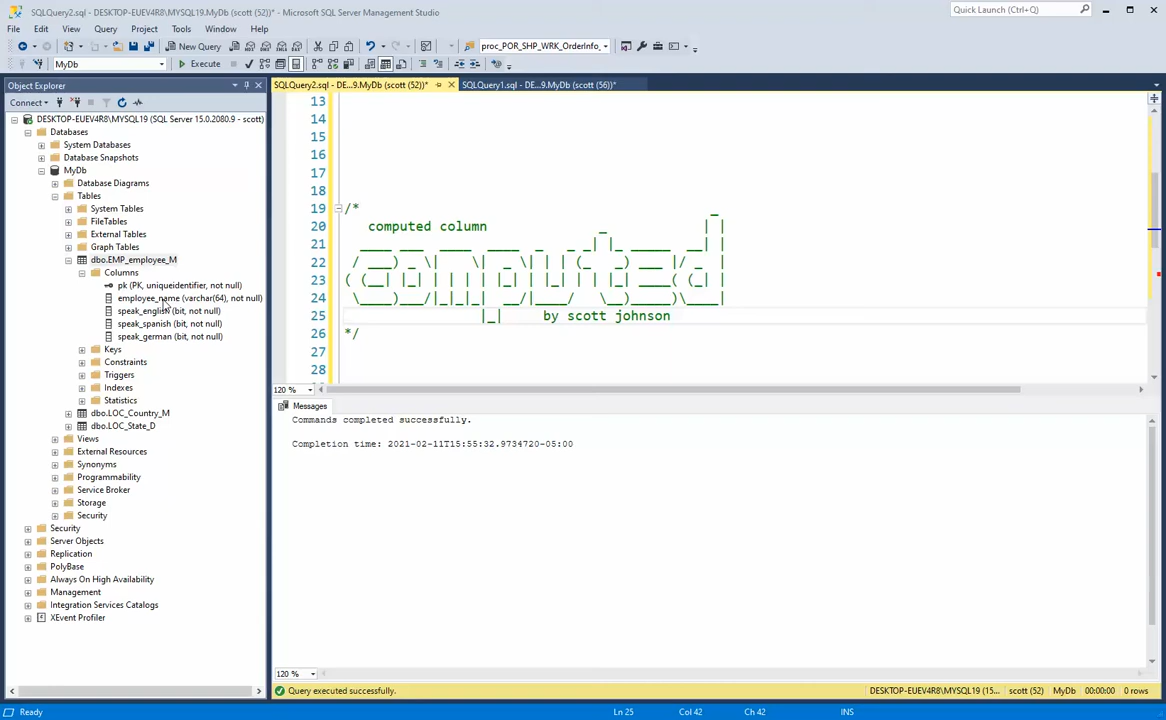 SQLQuery2.sql - DESKTOP-EUEV4R8\MYSQL19.MyDb (scott (52))* - Microsoft SQL Server Management Studio
Quick Launch (Ctrl+Q)
File Edit View Query Project Tools Window Help
New Query
proc_POR_SHP_WRK_OrderInfo_
MyDb
Execute
Object Explorer
SQLQuery2.sql - DE...9.MyDb (scott (52))*
SQLQuery1.sql - DE...9.MyDb (scott (56))*
Connect
DESKTOP-EUEV4R8\MYSQL19 (SQL Server 15.0.2080.9 - scott)
Databases
System Databases
Database Snapshots
MyDb
Database Diagrams
Tables
System Tables
FileTables
External Tables
Graph Tables
dbo.EMP_employee_M
Columns
pk (PK, uniqueidentifier, not null)
employee_name (varchar(64), not null)
speak_english (bit, not null)
speak_spanish (bit, not null)
speak_german (bit, not null)
Keys
Constraints
Triggers
Indexes
Statistics
dbo.LOC_Country_M
dbo.LOC_State_D
Views
External Resources
Synonyms
Programmability
Service Broker
Storage
Security
Security
Server Objects
Replication
PolyBase
Always On High Availability
Management
Integration Services Catalogs
XEvent Profiler
13
14
15
16
17
18
19 /*
20 computed column
21
22
23
24
25 by scott johnson
26 */
27
28
computed
120 %
Messages
Commands completed successfully.
Completion time: 2021-02-11T15:55:32.9734720-05:00
120 %
Query executed successfully.
DESKTOP-EUEV4R8\MYSQL19 (15... scott (52) MyDb 00:00:00 0 rows
Ready
Ln 25 Col 42 Ch 42 INS